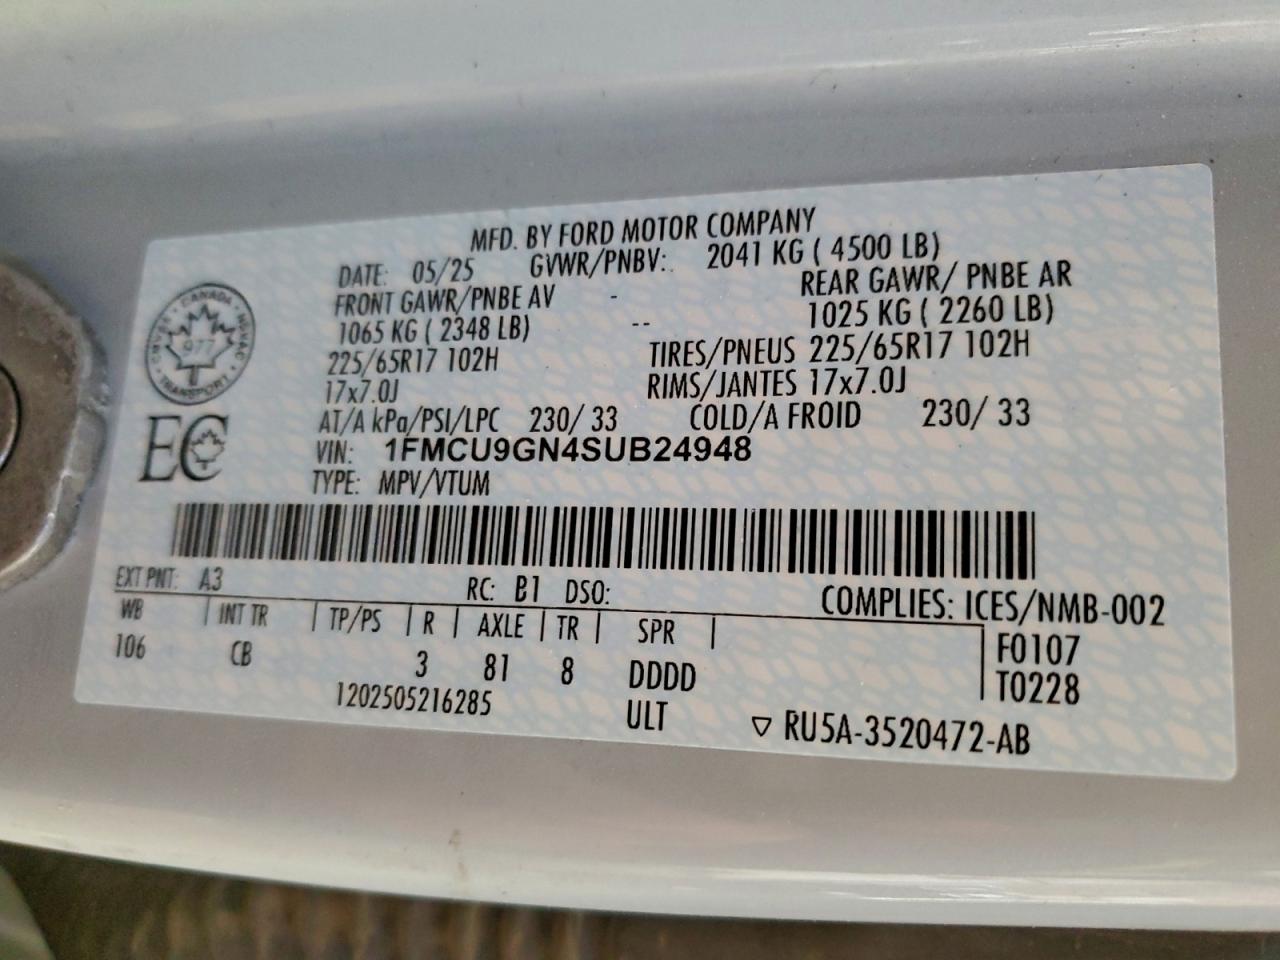 MFD. BY FORD MOTOR COMPANY
DATE: 05/25 GVWR/PNBV: 2041 KG ( 4500 LB)
FRONT GAWR/PNBE AV - REAR GAWR/ PNBE AR
1065 KG ( 2348 LB) -- 1025 KG ( 2260 LB)
225/65R17 102H TIRES/PNEUS 225/65R17 102H
17x7.0J RIMS/JANTES 17x7.0J
AT/A kPa/PSI/LPC 230/ 33 COLD/A FROID 230/ 33
VIN: 1FMCU9GN4SUB24948
TYPE: MPV/VTUM
CANADA
977
TRANSPORT
EC
EXT PNT: A3 RC: B1 DSO: COMPLIES: ICES/NMB-002
WB | INT TR | TP/PS | R | AXLE | TR | SPR | F0107
106 CB 3 81 8 DDDD T0228
1202505216285 ULT ▽ RU5A-3520472-AB